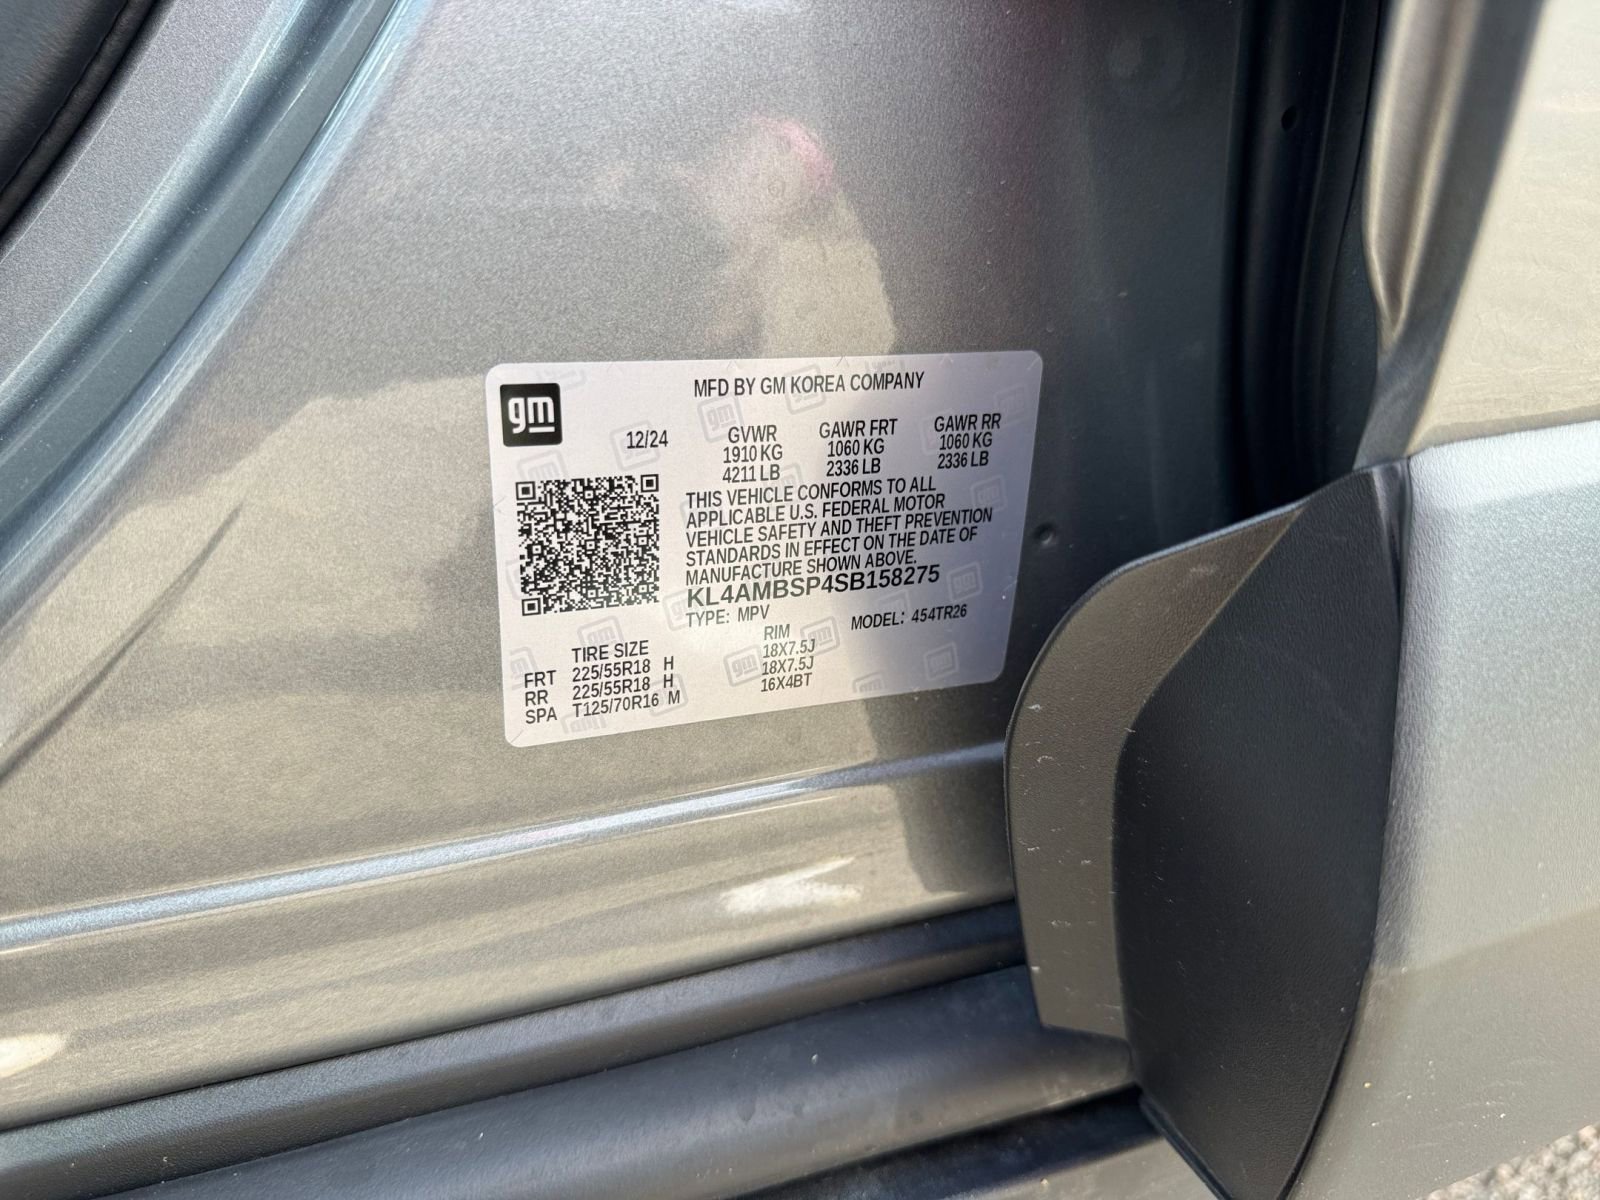 gm
MFD BY GM KOREA COMPANY
12/24 GVWR GAWR FRT GAWR RR
1910 KG 1060 KG 1060 KG
4211 LB 2336 LB 2336 LB
THIS VEHICLE CONFORMS TO ALL
APPLICABLE U.S. FEDERAL MOTOR
VEHICLE SAFETY AND THEFT PREVENTION
STANDARDS IN EFFECT ON THE DATE OF
MANUFACTURE SHOWN ABOVE.
KL4AMBSP4SB158275
TYPE: MPV MODEL: 454TR26
TIRE SIZE RIM
FRT 225/55R18 H 18X7.5J
RR 225/55R18 H 18X7.5J
SPA T125/70R16 M 16X4BT